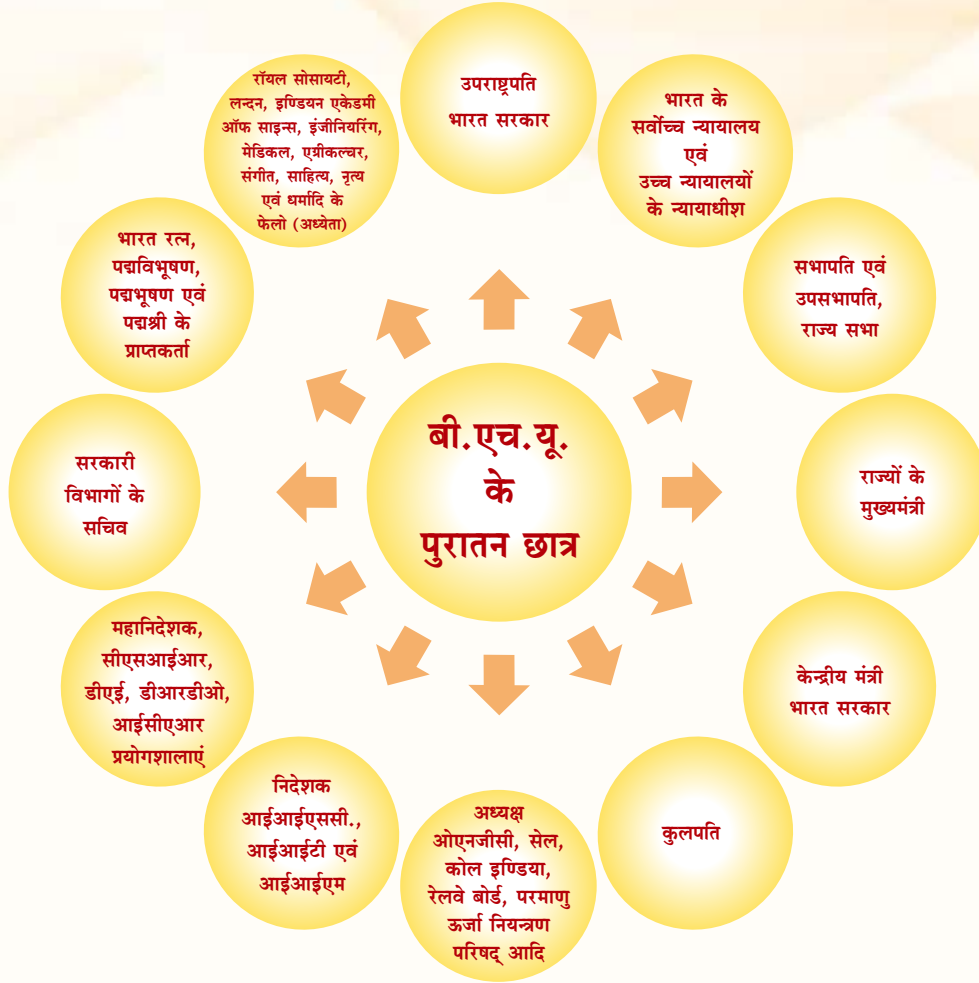 बी.एच.यू.
के
पुरातन छात्र
उपराष्ट्रपति
भारत सरकार
भारत के
सर्वोच्च न्यायालय
एवं
उच्च न्यायालयों
के न्यायाधीश
सभापति एवं
उपसभापति,
राज्य सभा
राज्यों के
मुख्यमंत्री
केन्द्रीय मंत्री
भारत सरकार
कुलपति
अध्यक्ष
ओएनजीसी, सेल,
कोल इण्डिया,
रेलवे बोर्ड, परमाणु
ऊर्जा नियन्त्रण
परिषद् आदि
निदेशक
आईआईएससी.,
आईआईटी एवं
आईआईएम
महानिदेशक,
सीएसआईआर,
डीएई, डीआरडीओ,
आईसीएआर
प्रयोगशालाएं
सरकारी
विभागों के
सचिव
भारत रत्न,
पद्मविभूषण,
पद्मभूषण एवं
पद्मश्री के
प्राप्तकर्ता
रॉयल सोसायटी,
लन्दन, इण्डियन एकेडमी
ऑफ साइन्स, इंजीनियरिंग,
मेडिकल, एग्रीकल्चर,
संगीत, साहित्य, नृत्य
एवं धर्मादि के
फेलो (अध्येता)